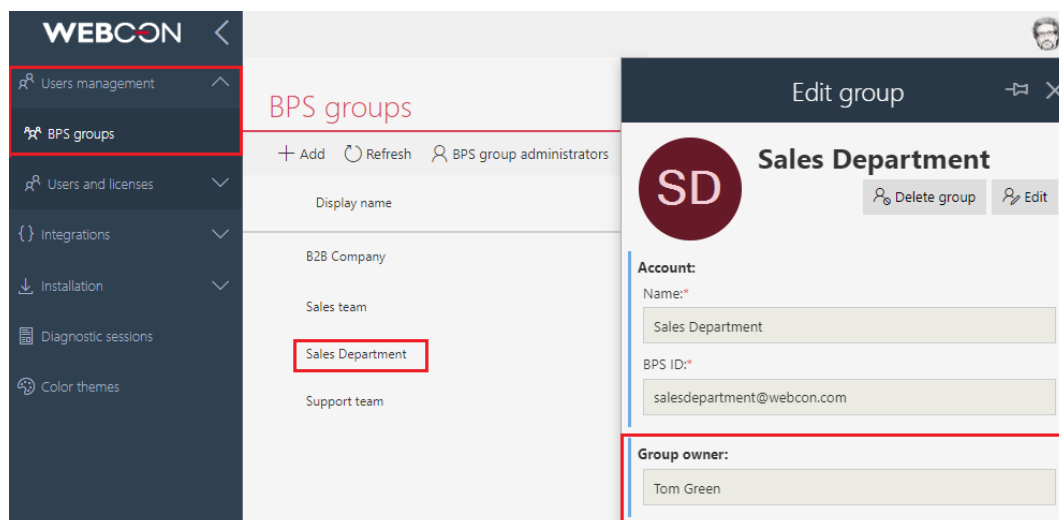 WEBCON
Users management
BPS groups
Users and licenses
Integrations
Installation
Diagnostic sessions
Color themes
BPS groups
Add Refresh BPS group administrators
Display name
B2B Company
Sales team
Sales Department
Support team
Edit group
SD
Sales Department
Delete group Edit
Account:
Name:*
Sales Department
BPS ID:*
salesdepartment@webcon.com
Group owner:
Tom Green